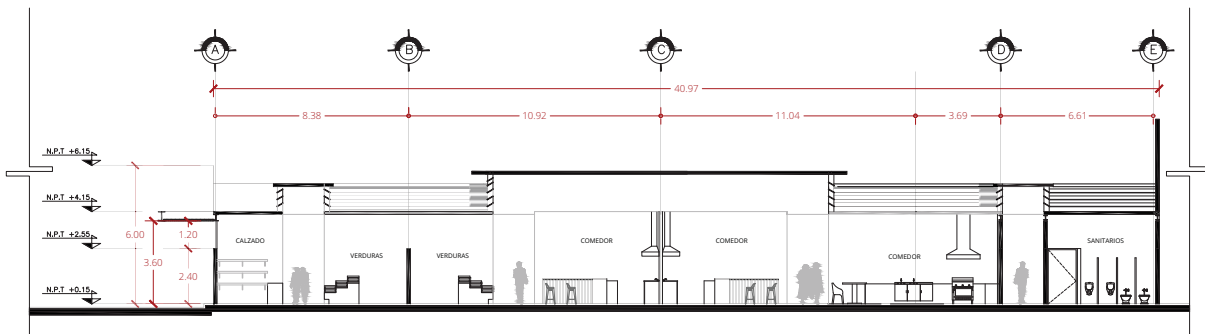 A B C D E
40.97
8.38 10.92 11.04 3.69 6.61
N.P.T +6.15
N.P.T +4.15
N.P.T +2.55
N.P.T +0.15
6.00
3.60
1.20
2.40
CALZADO
VERDURAS
VERDURAS
COMEDOR
COMEDOR
COMEDOR
SANITARIOS